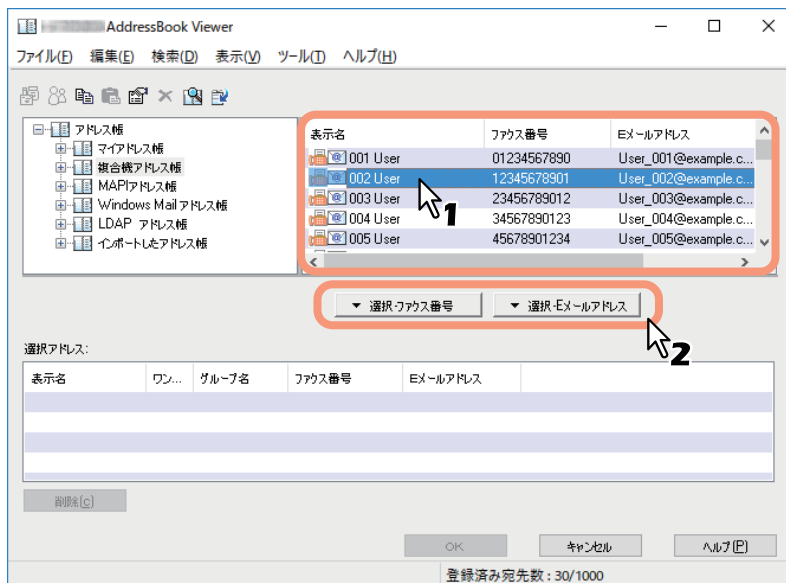 AddressBook Viewer
ファイル(F) 編集(E) 検索(D) 表示(V) ツール(T) ヘルプ(H)
アドレス帳
マイアドレス帳
複合機アドレス帳
MAPIアドレス帳
Windows Mail アドレス帳
LDAP アドレス帳
インポートしたアドレス帳
表示名 ファクス番号 Eメールアドレス
001 User 01234567890 User_001@example.c...
002 User 12345678901 User_002@example.c...
003 User 23456789012 User_003@example.c...
004 User 34567890123 User_004@example.c...
005 User 45678901234 User_005@example.c...
1
▼ 選択-ファクス番号 ▼ 選択-Eメールアドレス
2
選択アドレス:
表示名 ワン... グループ名 ファクス番号 Eメールアドレス
削除(c)
OK キャンセル ヘルプ(P)
登録済み宛先数 : 30/1000